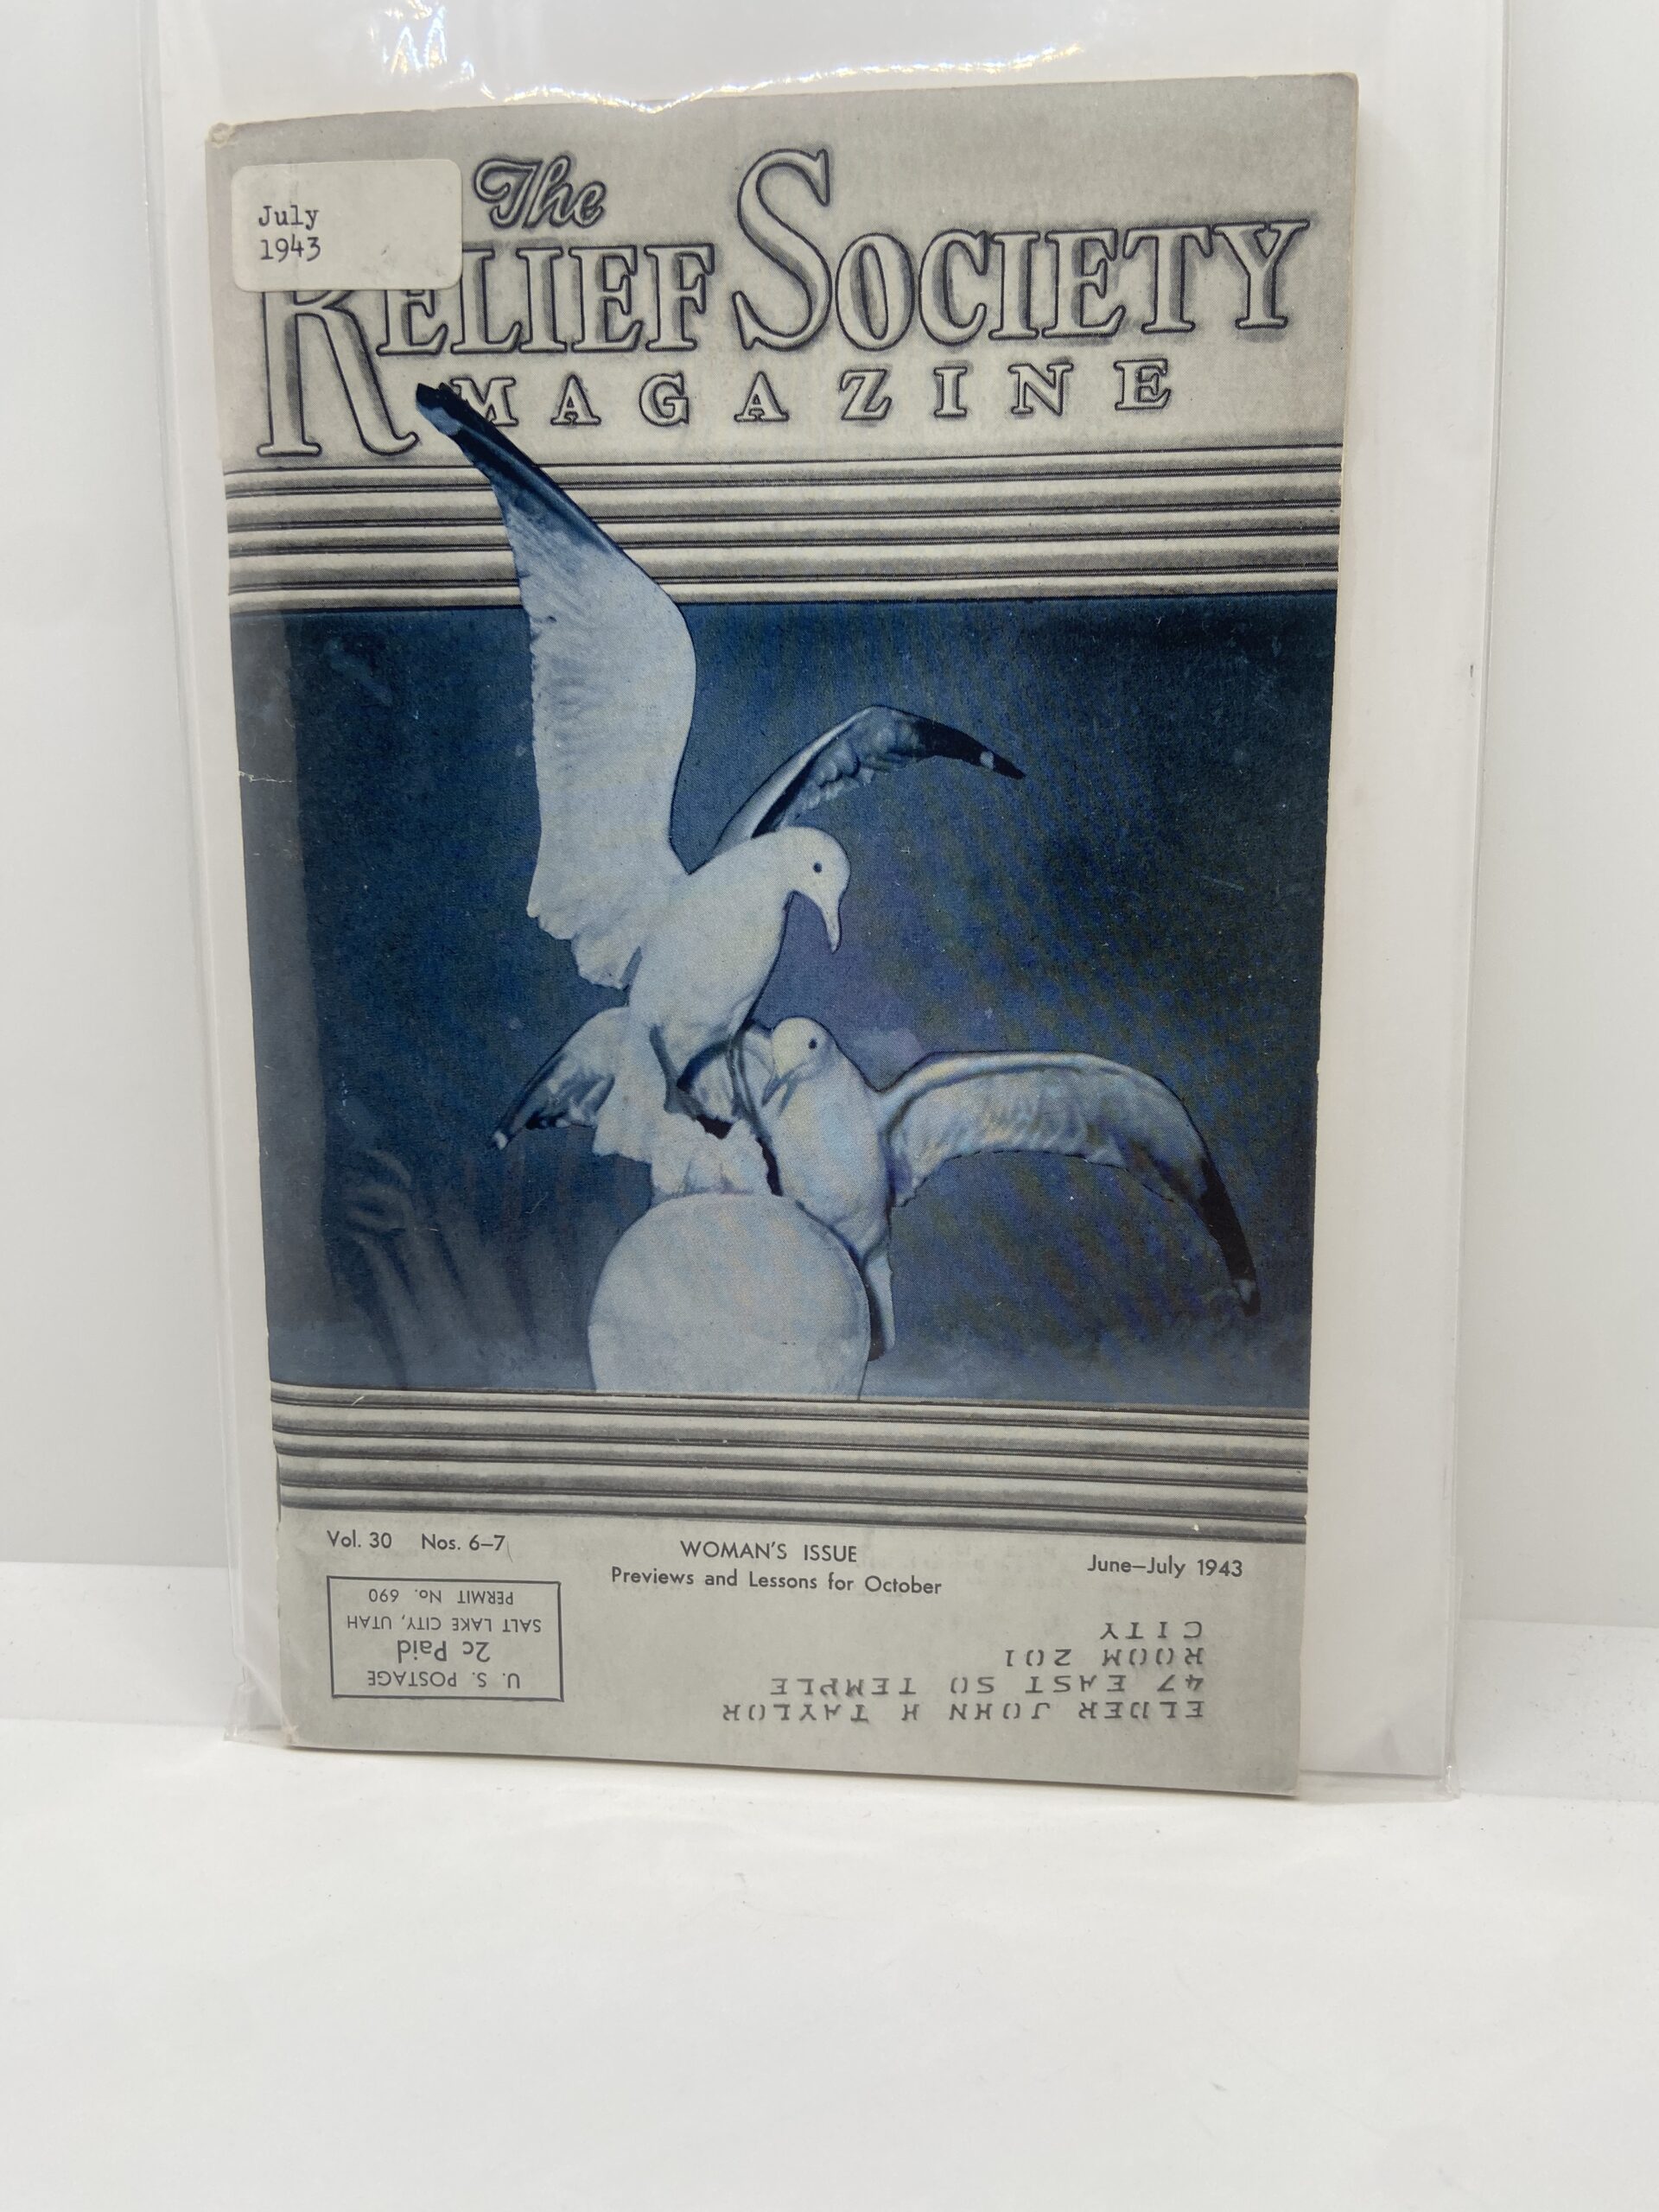 July
1943
The
RELIEF SOCIETY
MAGAZINE
Vol. 30 Nos. 6–7
WOMAN'S ISSUE
Previews and Lessons for October
June–July 1943
U. S. POSTAGE
2c Paid
SALT LAKE CITY, UTAH
PERMIT No. 690
ELDER JOHN H TAYLOR
47 EAST SO TEMPLE
ROOM 201
CITY